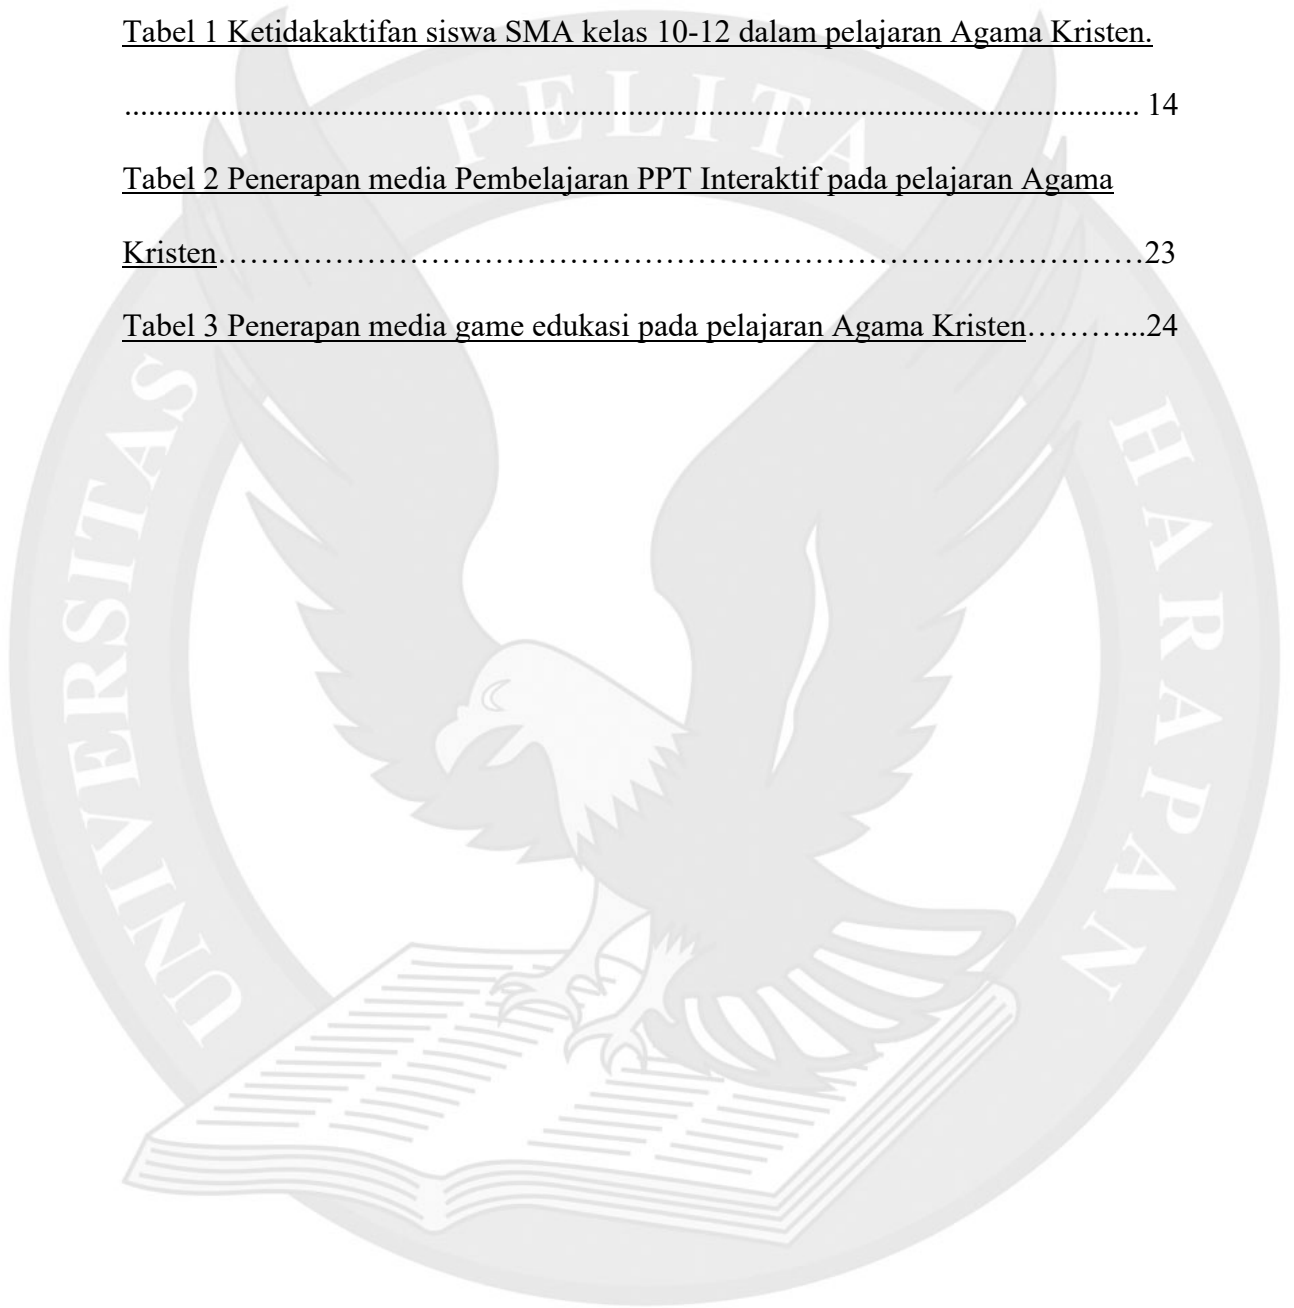 Tabel 1 Ketidakaktifan siswa SMA kelas 10-12 dalam pelajaran Agama Kristen.
............................................................................................................................... 14
Tabel 2 Penerapan media Pembelajaran PPT Interaktif pada pelajaran Agama
Kristen……………………………………………………………………………23
Tabel 3 Penerapan media game edukasi pada pelajaran Agama Kristen………...24
UNIVERSITAS PELITA HARAPAN